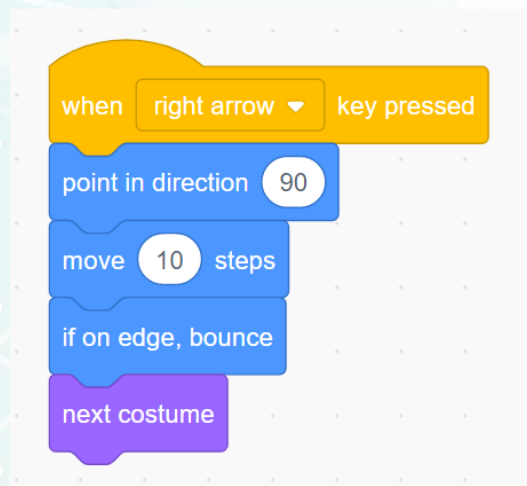 when right arrow key pressed
point in direction 90
move 10 steps
if on edge, bounce
next costume